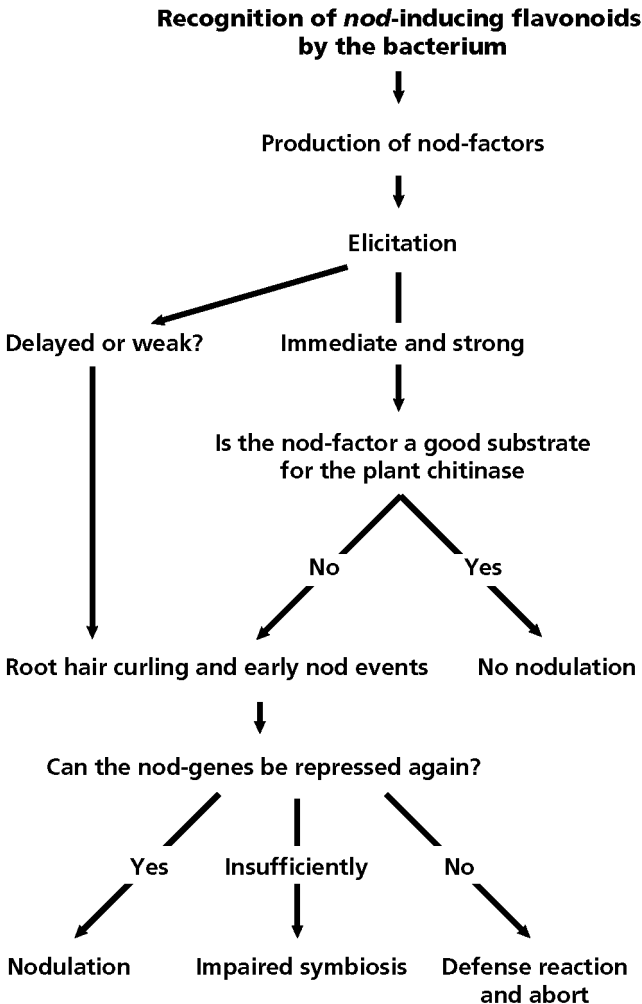 Recognition of nod-inducing flavonoids
by the bacterium
Production of nod-factors
Elicitation
Delayed or weak?
Immediate and strong
Is the nod-factor a good substrate
for the plant chitinase
No
Yes
Root hair curling and early nod events
No nodulation
Can the nod-genes be repressed again?
Yes
Insufficiently
No
Nodulation
Impaired symbiosis
Defense reaction
and abort